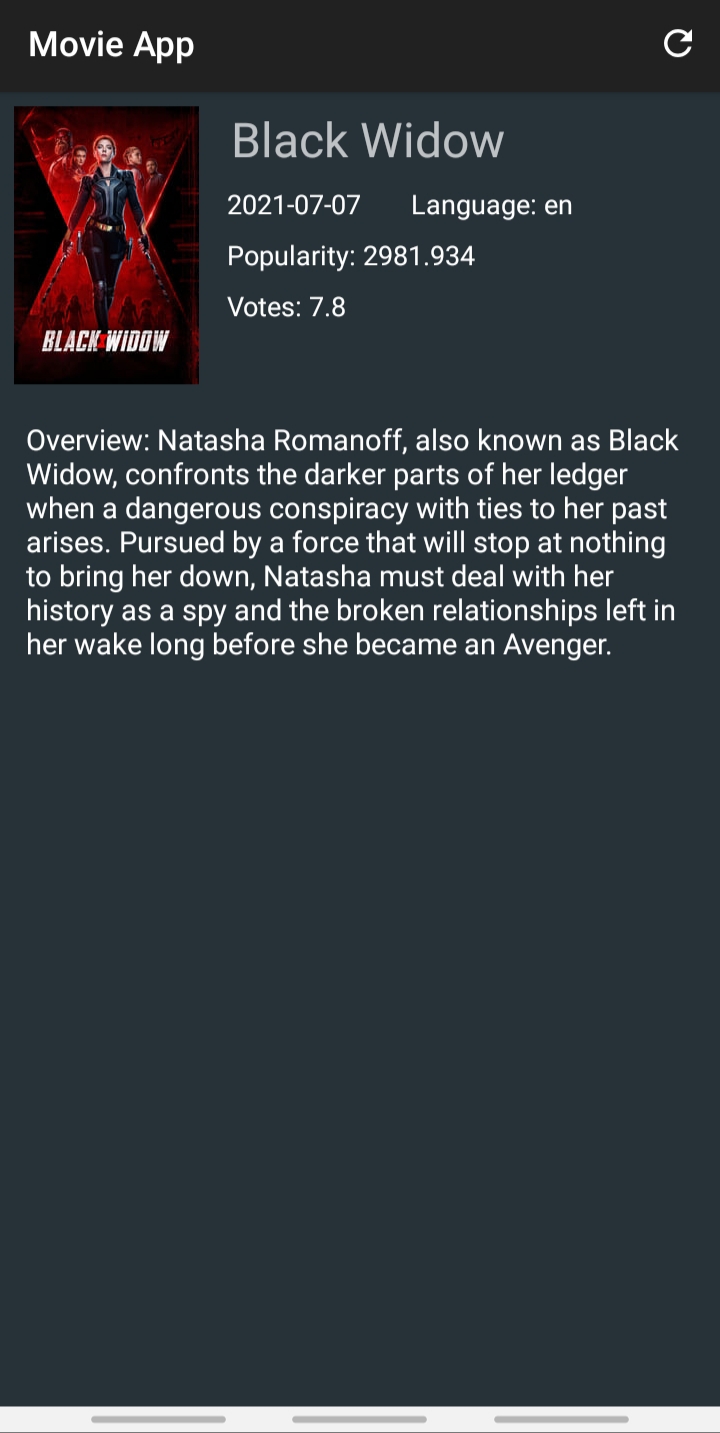 Movie App
Black Widow
2021-07-07 Language: en
Popularity: 2981.934
Votes: 7.8
BLACK WIDOW
Overview: Natasha Romanoff, also known as Black
Widow, confronts the darker parts of her ledger
when a dangerous conspiracy with ties to her past
arises. Pursued by a force that will stop at nothing
to bring her down, Natasha must deal with her
history as a spy and the broken relationships left in
her wake long before she became an Avenger.